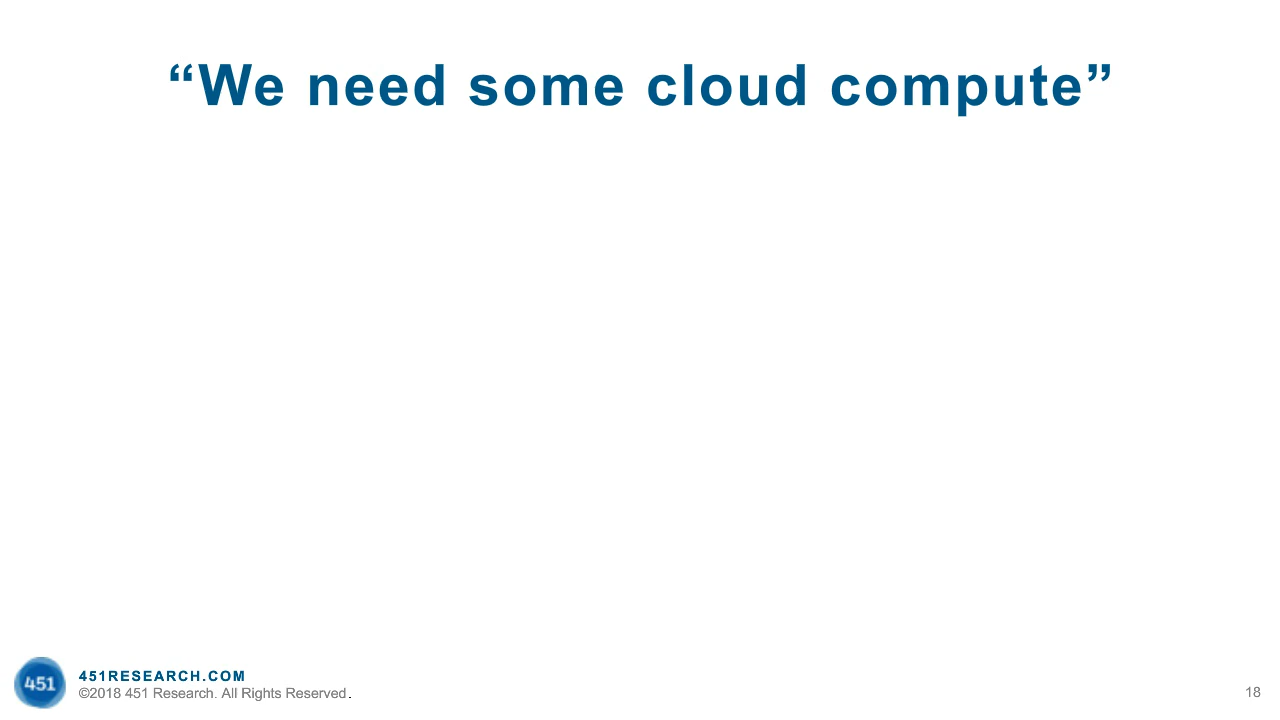 “We need some cloud compute”
451
451RESEARCH.COM
©2018 451 Research. All Rights Reserved.
18